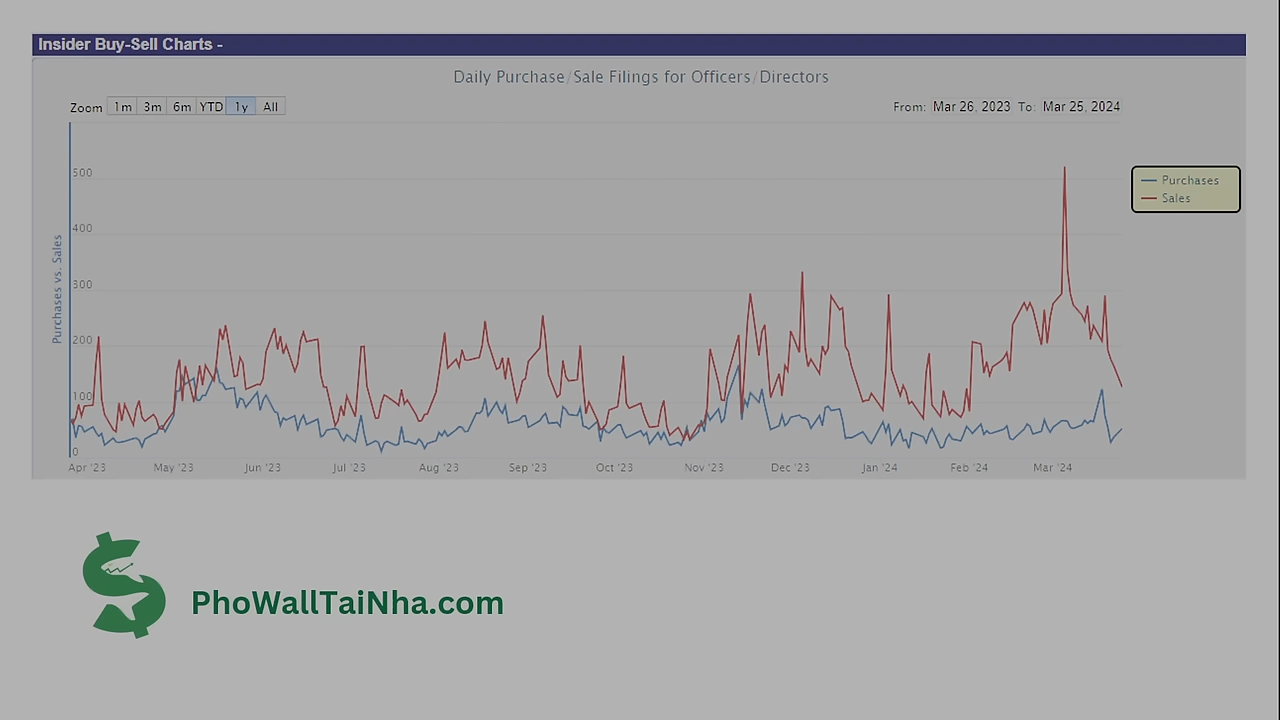 Insider Buy-Sell Charts -
Daily Purchase/Sale Filings for Officers/Directors
Zoom 1m 3m 6m YTD 1y All
From: Mar 26, 2023 To: Mar 25, 2024
Purchases
Sales
Purchases vs. Sales
500
400
300
200
100
0
Apr '23 May '23 Jun '23 Jul '23 Aug '23 Sep '23 Oct '23 Nov '23 Dec '23 Jan '24 Feb '24 Mar '24
PhoWallTaiNha.com